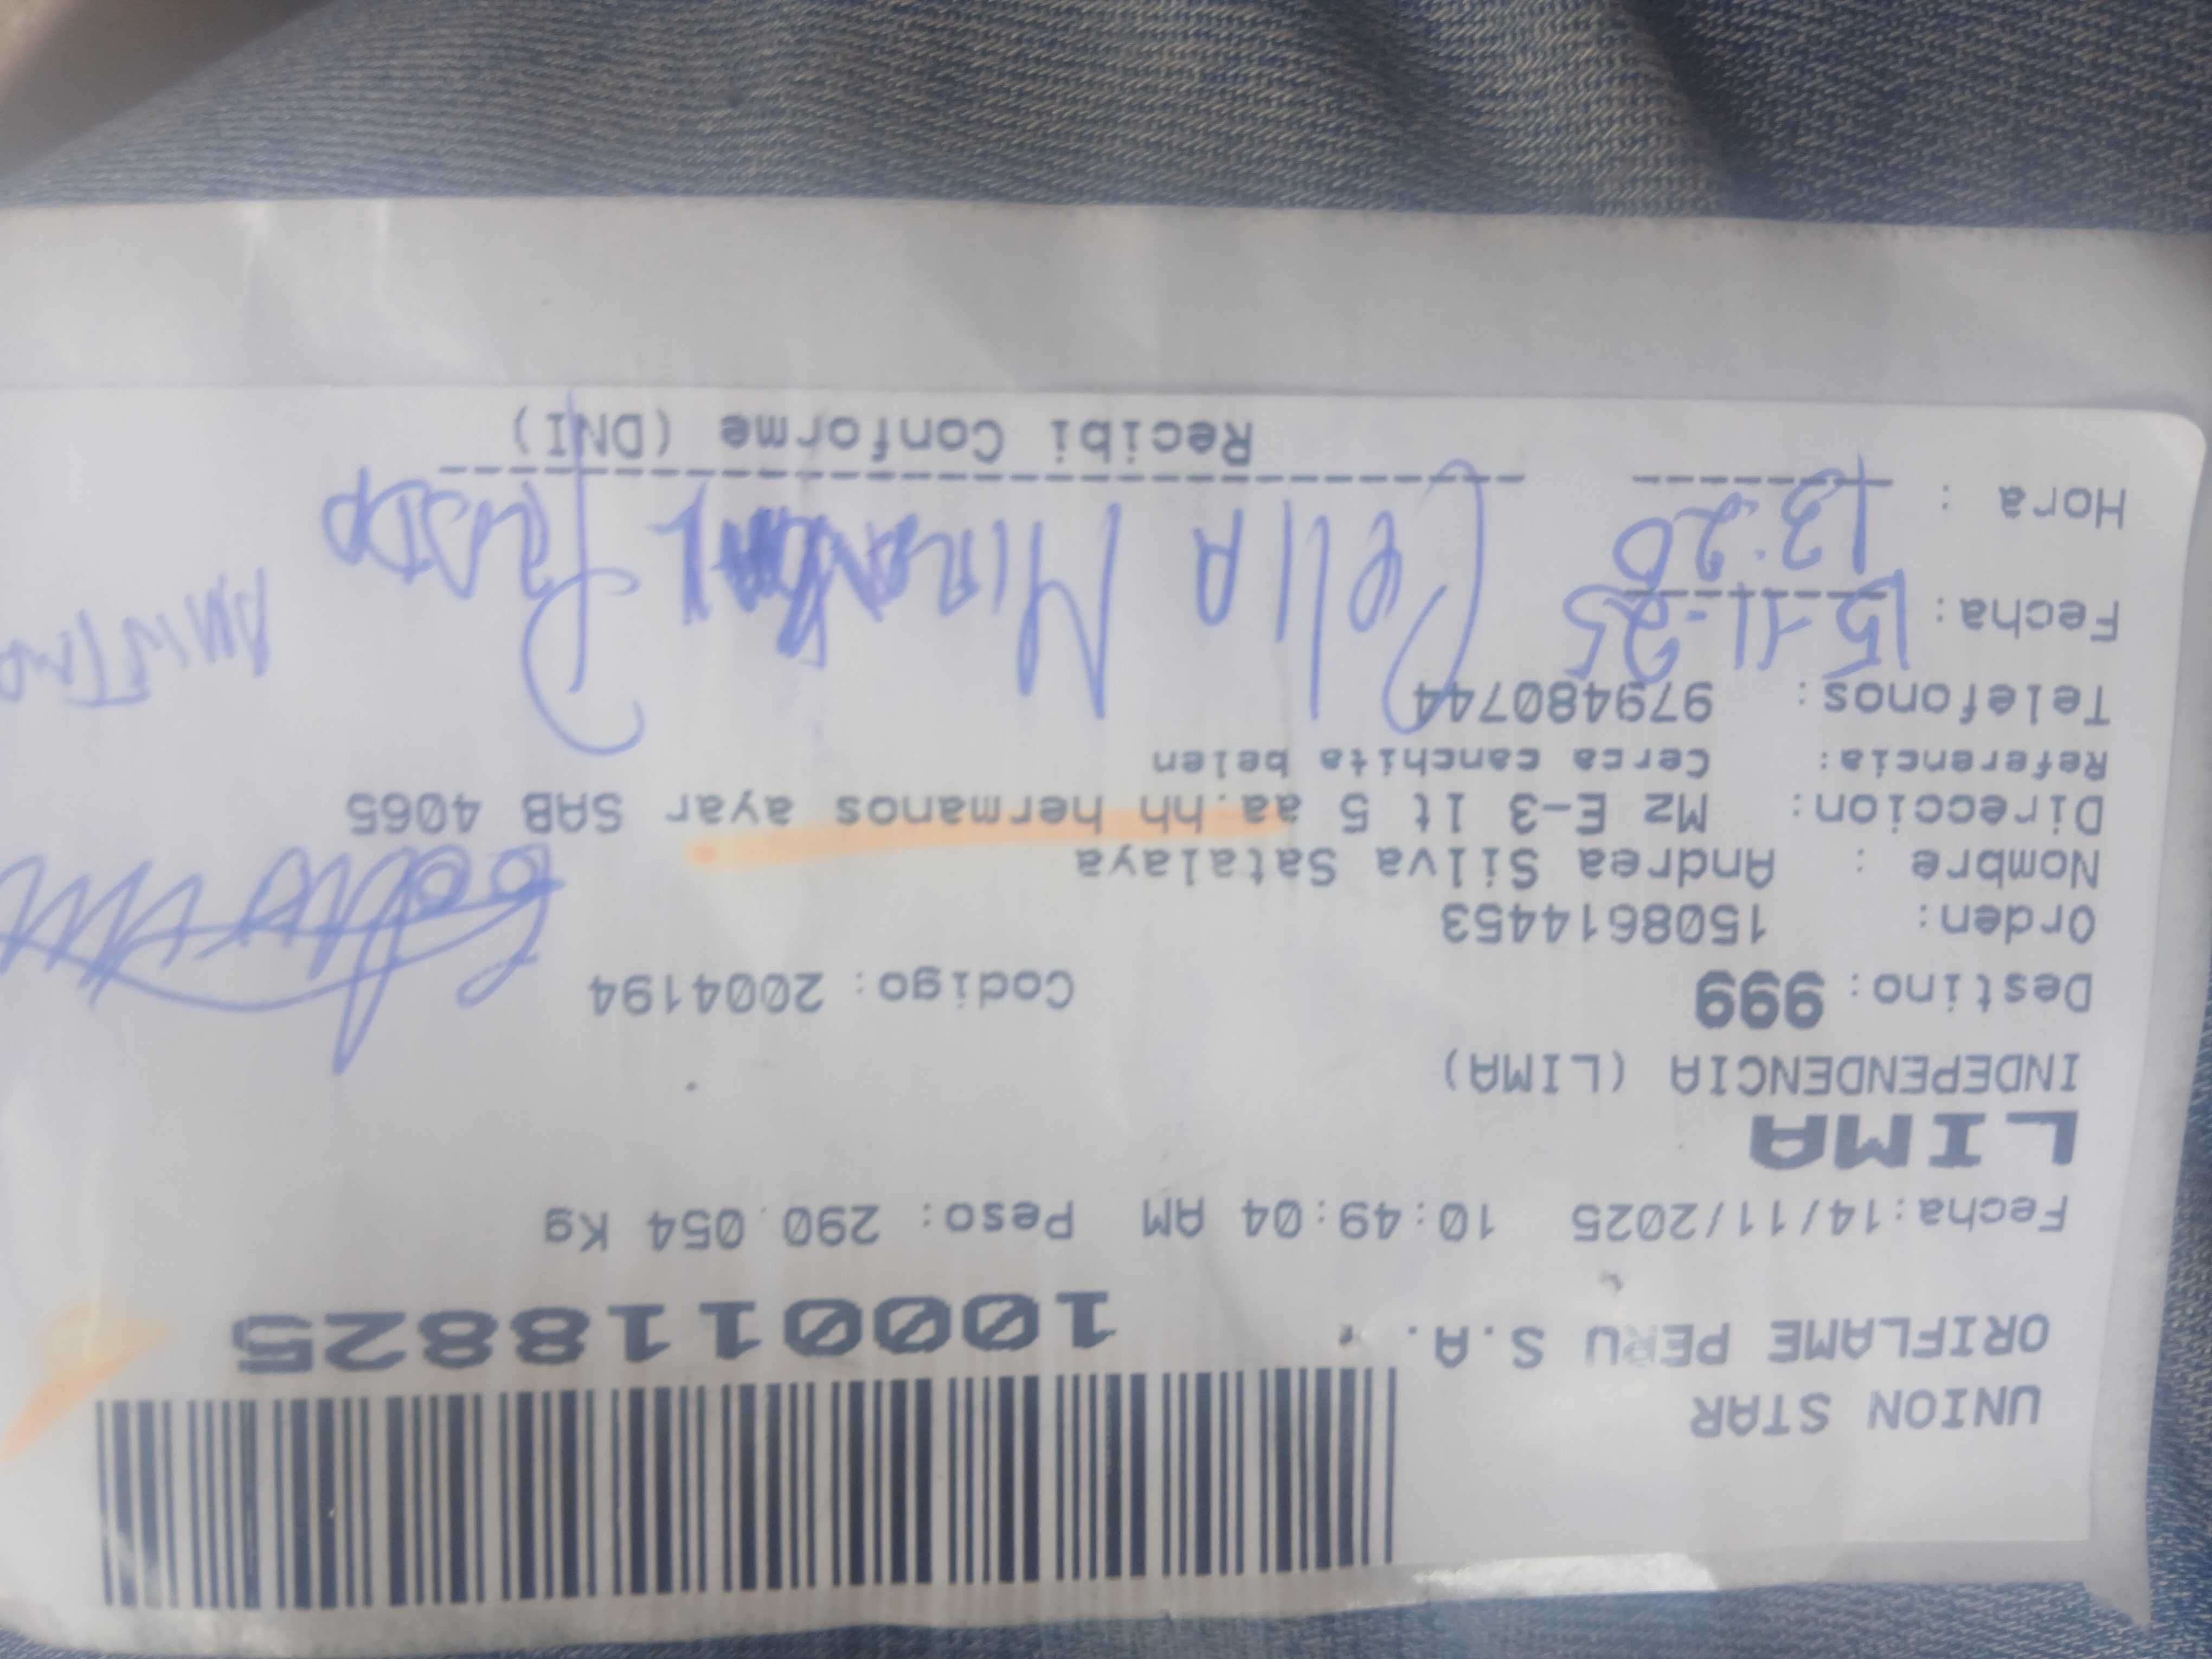 UNION STAR
ORIFLAME PERU S.A.
1000118825
Fecha:14/11/2025 10:49:04 AM Peso: 290.054 Kg
LIMA
INDEPENDENCIA (LIMA)
Destino: 999 Codigo: 2004194
Orden: 1508614453
Nombre : Andrea Silva Satalaya
Direccion: Mz E-3 lt 5 aa.hh hermanos ayar SAB 4065
Referencia: Cerca canchita belen
Telefonos: 979480744
Fecha: 15-11-25
Hora : 13:20
Recibi Conforme (DNI)